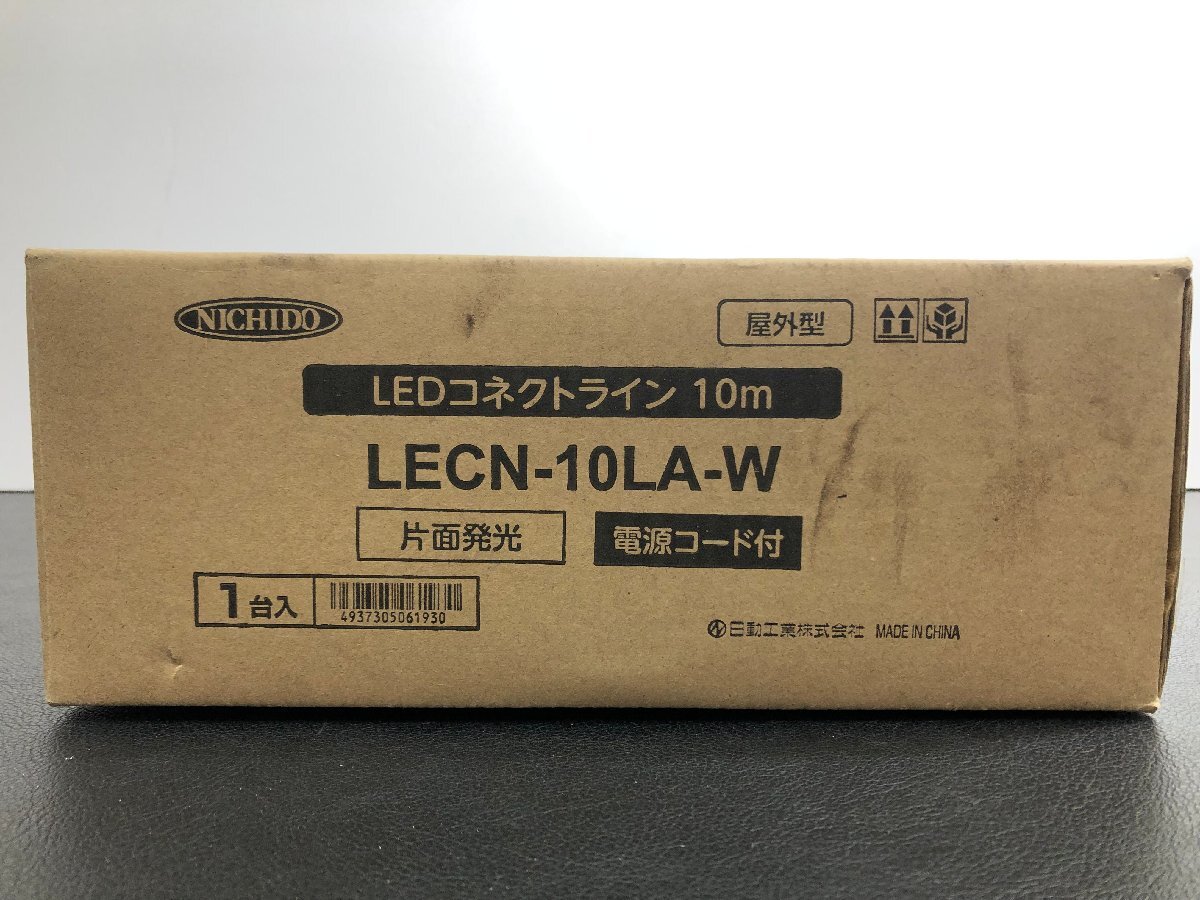 NICHIDO
屋外型
LEDコネクトライン 10m
LECN-10LA-W
片面発光
電源コード付
1台入
4937305061930
日動工業株式会社 MADE IN CHINA